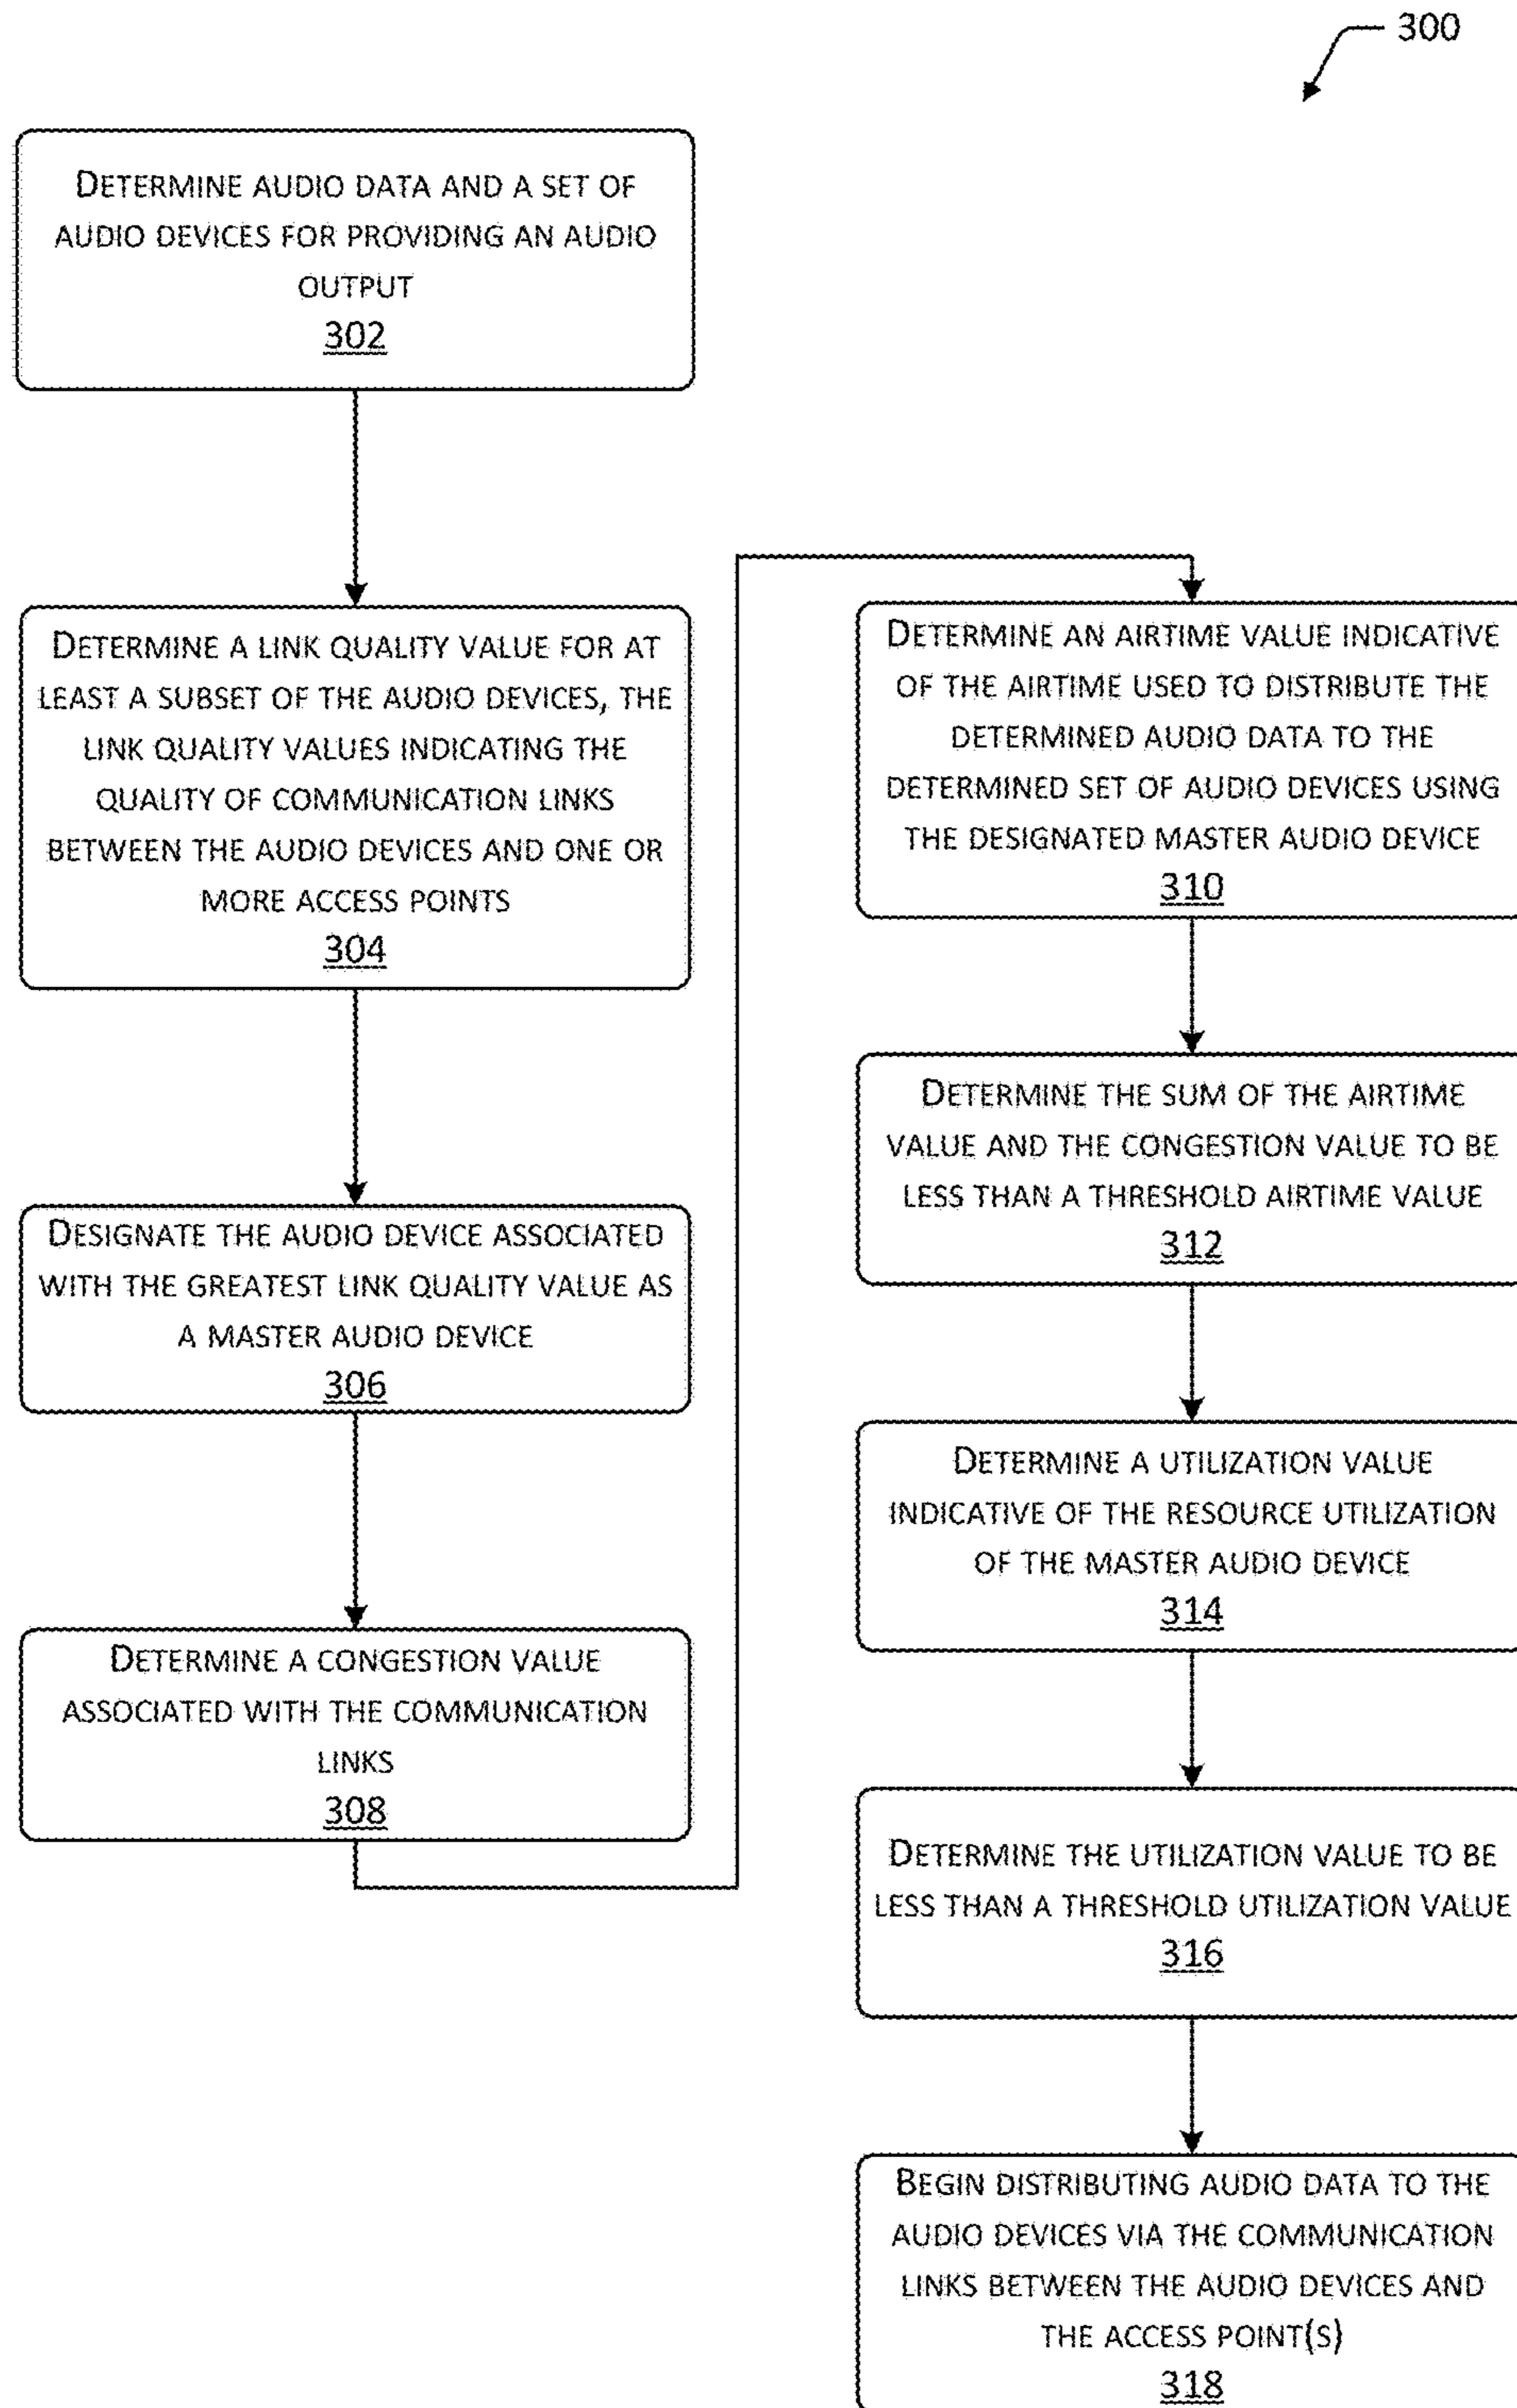 300
DETERMINE AUDIO DATA AND A SET OF
AUDIO DEVICES FOR PROVIDING AN AUDIO
OUTPUT
302
DETERMINE A LINK QUALITY VALUE FOR AT
LEAST A SUBSET OF THE AUDIO DEVICES, THE
LINK QUALITY VALUES INDICATING THE
QUALITY OF COMMUNICATION LINKS
BETWEEN THE AUDIO DEVICES AND ONE OR
MORE ACCESS POINTS
304
DESIGNATE THE AUDIO DEVICE ASSOCIATED
WITH THE GREATEST LINK QUALITY VALUE AS
A MASTER AUDIO DEVICE
306
DETERMINE A CONGESTION VALUE
ASSOCIATED WITH THE COMMUNICATION
LINKS
308
DETERMINE AN AIRTIME VALUE INDICATIVE
OF THE AIRTIME USED TO DISTRIBUTE THE
DETERMINED AUDIO DATA TO THE
DETERMINED SET OF AUDIO DEVICES USING
THE DESIGNATED MASTER AUDIO DEVICE
310
DETERMINE THE SUM OF THE AIRTIME
VALUE AND THE CONGESTION VALUE TO BE
LESS THAN A THRESHOLD AIRTIME VALUE
312
DETERMINE A UTILIZATION VALUE
INDICATIVE OF THE RESOURCE UTILIZATION
OF THE MASTER AUDIO DEVICE
314
DETERMINE THE UTILIZATION VALUE TO BE
LESS THAN A THRESHOLD UTILIZATION VALUE
316
BEGIN DISTRIBUTING AUDIO DATA TO THE
AUDIO DEVICES VIA THE COMMUNICATION
LINKS BETWEEN THE AUDIO DEVICES AND
THE ACCESS POINT(S)
318